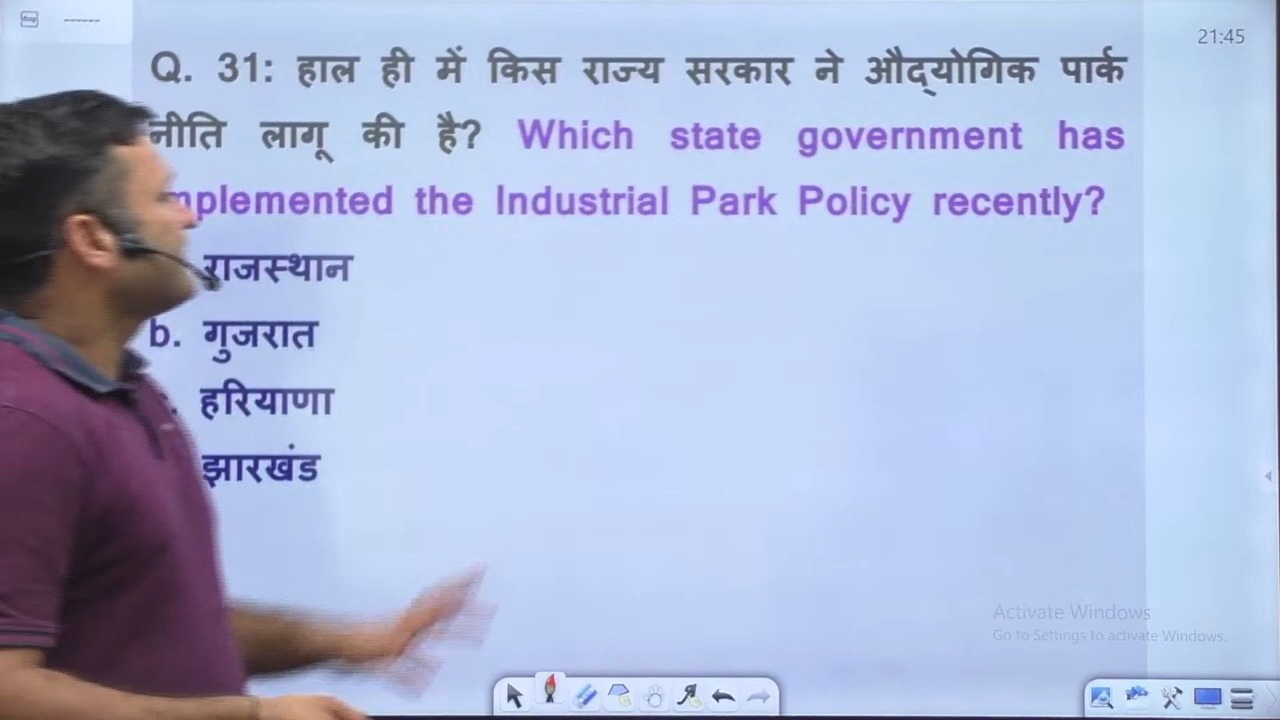 21:45
Q. 31: हाल ही में किस राज्य सरकार ने औद्योगिक पार्क
नीति लागू की है? Which state government has
mplemented the Industrial Park Policy recently?
राजस्थान
b. गुजरात
हरियाणा
झारखंड
Activate Windows
Go to Settings to activate Windows.